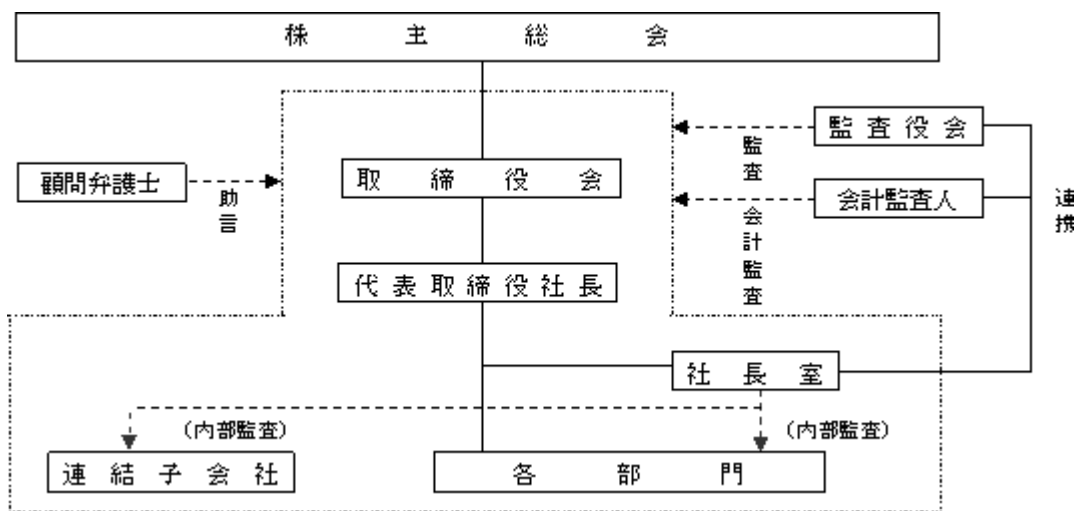 株主総会
監査役会
監査
取締役会
顧問弁護士
助言
会計監査人
会計監査
連携
代表取締役社長
社長室
(内部監査)
(内部監査)
連結子会社
各部門